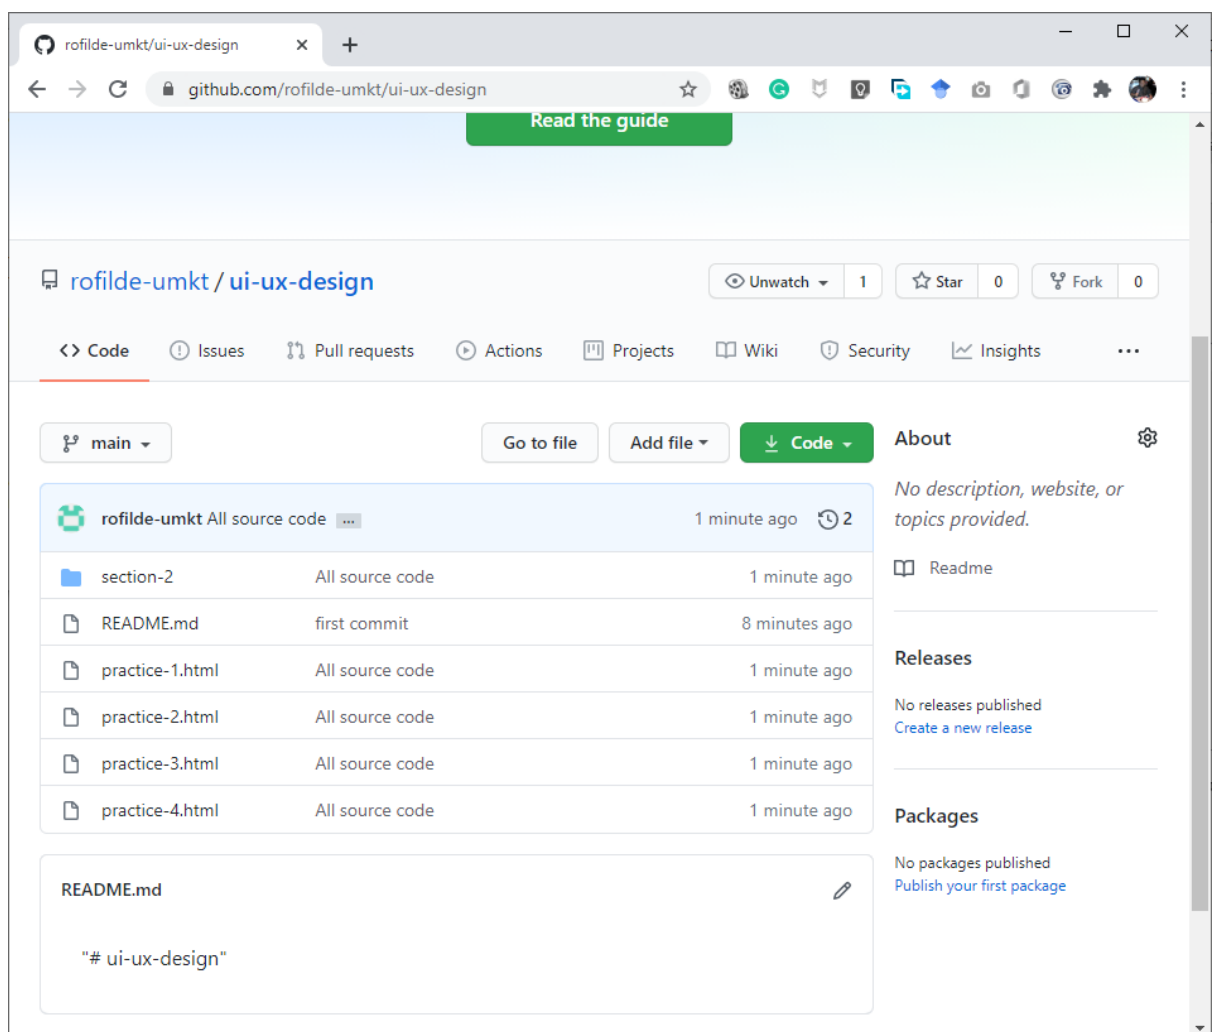 rofilde-umkt/ui-ux-design
github.com/rofilde-umkt/ui-ux-design
Read the guide
rofilde-umkt / ui-ux-design
Unwatch 1 Star 0 Fork 0
Code Issues Pull requests Actions Projects Wiki Security Insights ...
main Go to file Add file Code
rofilde-umkt All source code ... 1 minute ago 2
section-2 All source code 1 minute ago
README.md first commit 8 minutes ago
practice-1.html All source code 1 minute ago
practice-2.html All source code 1 minute ago
practice-3.html All source code 1 minute ago
practice-4.html All source code 1 minute ago
README.md
"# ui-ux-design"
About
No description, website, or
topics provided.
Readme
Releases
No releases published
Create a new release
Packages
No packages published
Publish your first package